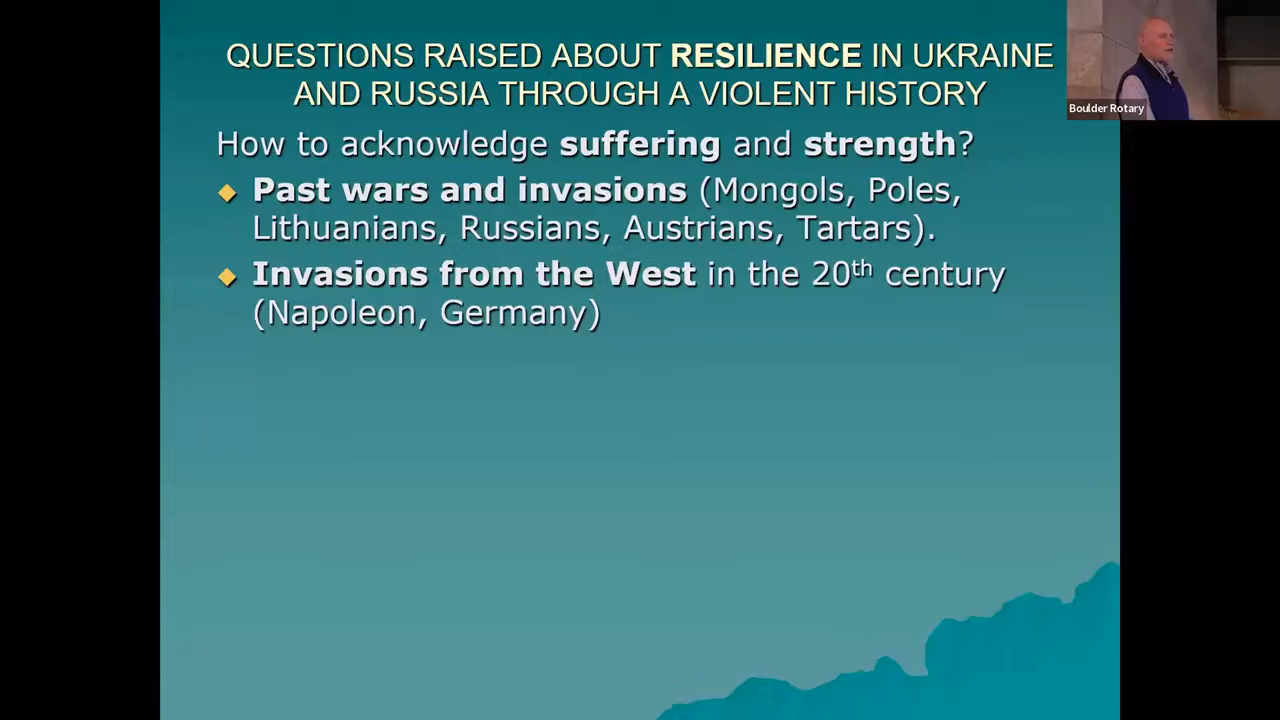 QUESTIONS RAISED ABOUT RESILIENCE IN UKRAINE
AND RUSSIA THROUGH A VIOLENT HISTORY
Boulder Rotary
How to acknowledge suffering and strength?
Past wars and invasions (Mongols, Poles,
Lithuanians, Russians, Austrians, Tartars).
Invasions from the West in the 20th century
(Napoleon, Germany)